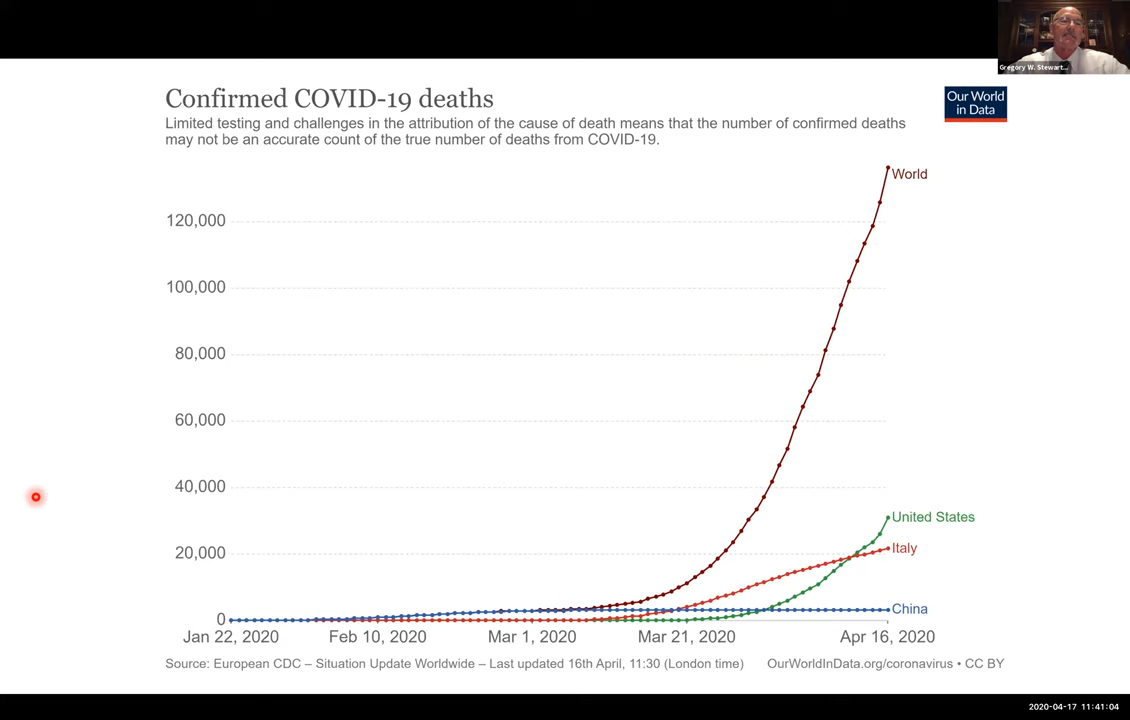 Gregory W. Stewart...
Confirmed COVID-19 deaths
Our World
in Data
Limited testing and challenges in the attribution of the cause of death means that the number of confirmed deaths
may not be an accurate count of the true number of deaths from COVID-19.
World
120,000
100,000
80,000
60,000
40,000
United States
20,000
Italy
China
0
Jan 22, 2020 Feb 10, 2020 Mar 1, 2020 Mar 21, 2020 Apr 16, 2020
Source: European CDC – Situation Update Worldwide – Last updated 16th April, 11:30 (London time) OurWorldInData.org/coronavirus • CC BY
2020-04-17 11:41:04